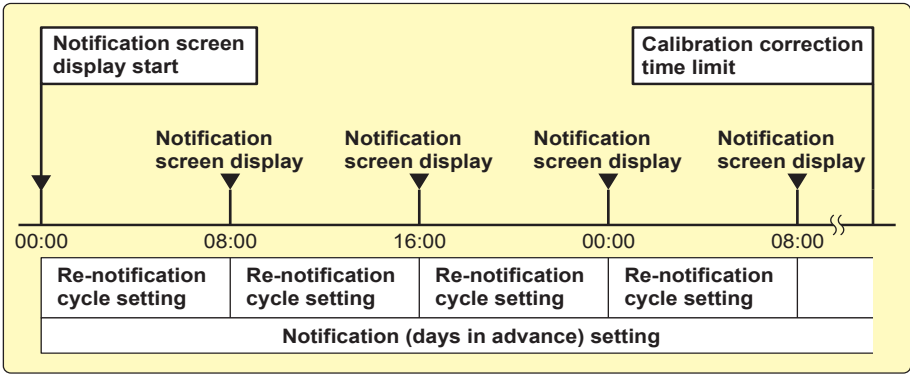 Notification screen
display start
Calibration correction
time limit
Notification
screen display
Notification
screen display
Notification
screen display
Notification
screen display
00:00
08:00
16:00
00:00
08:00
Re-notification
cycle setting
Re-notification
cycle setting
Re-notification
cycle setting
Re-notification
cycle setting
Notification (days in advance) setting